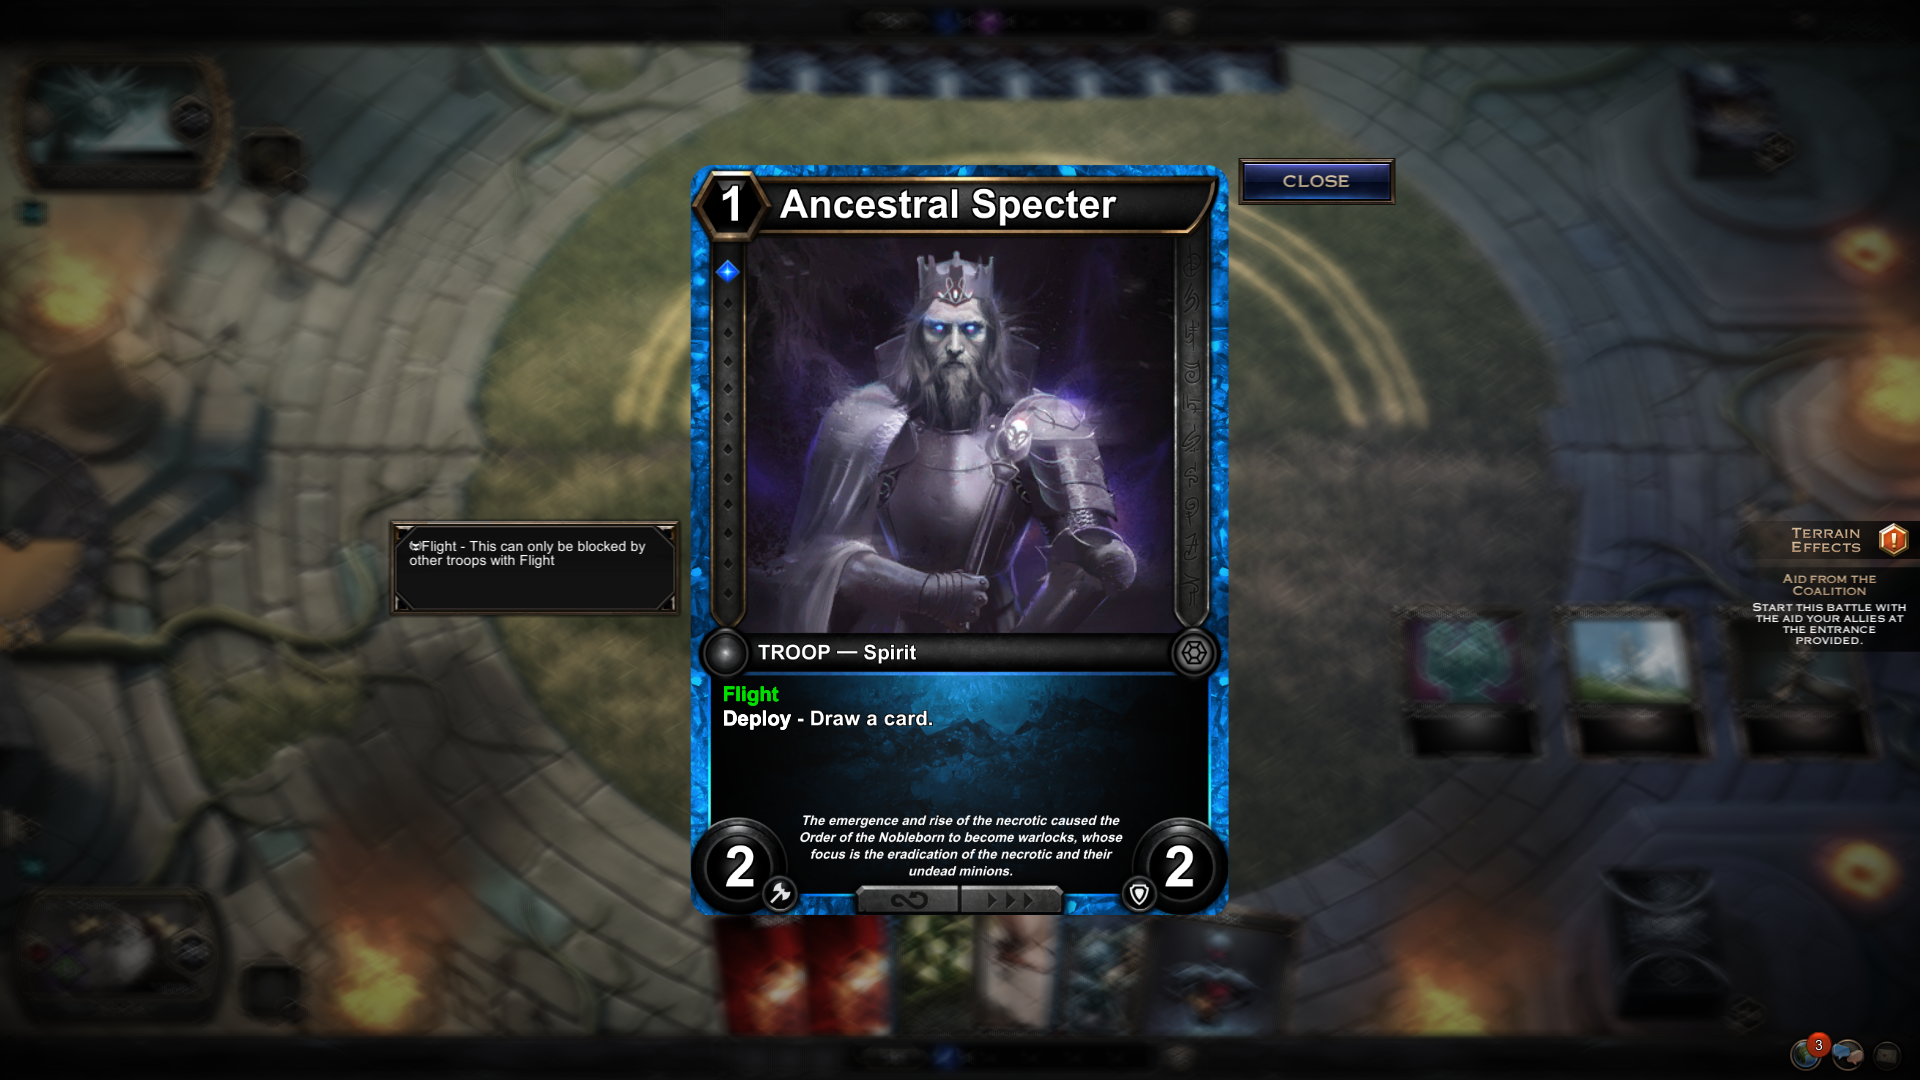 1
Ancestral Specter
CLOSE
Flight - This can only be blocked by
other troops with Flight
TERRAIN
EFFECTS
AID FROM THE
COALITION
START THIS BATTLE WITH
THE AID YOUR ALLIES AT
THE ENTRANCE
PROVIDED.
TROOP — Spirit
Flight
Deploy - Draw a card.
The emergence and rise of the necrotic caused the
Order of the Nobleborn to become warlocks, whose
focus is the eradication of the necrotic and their
undead minions.
2
2
3